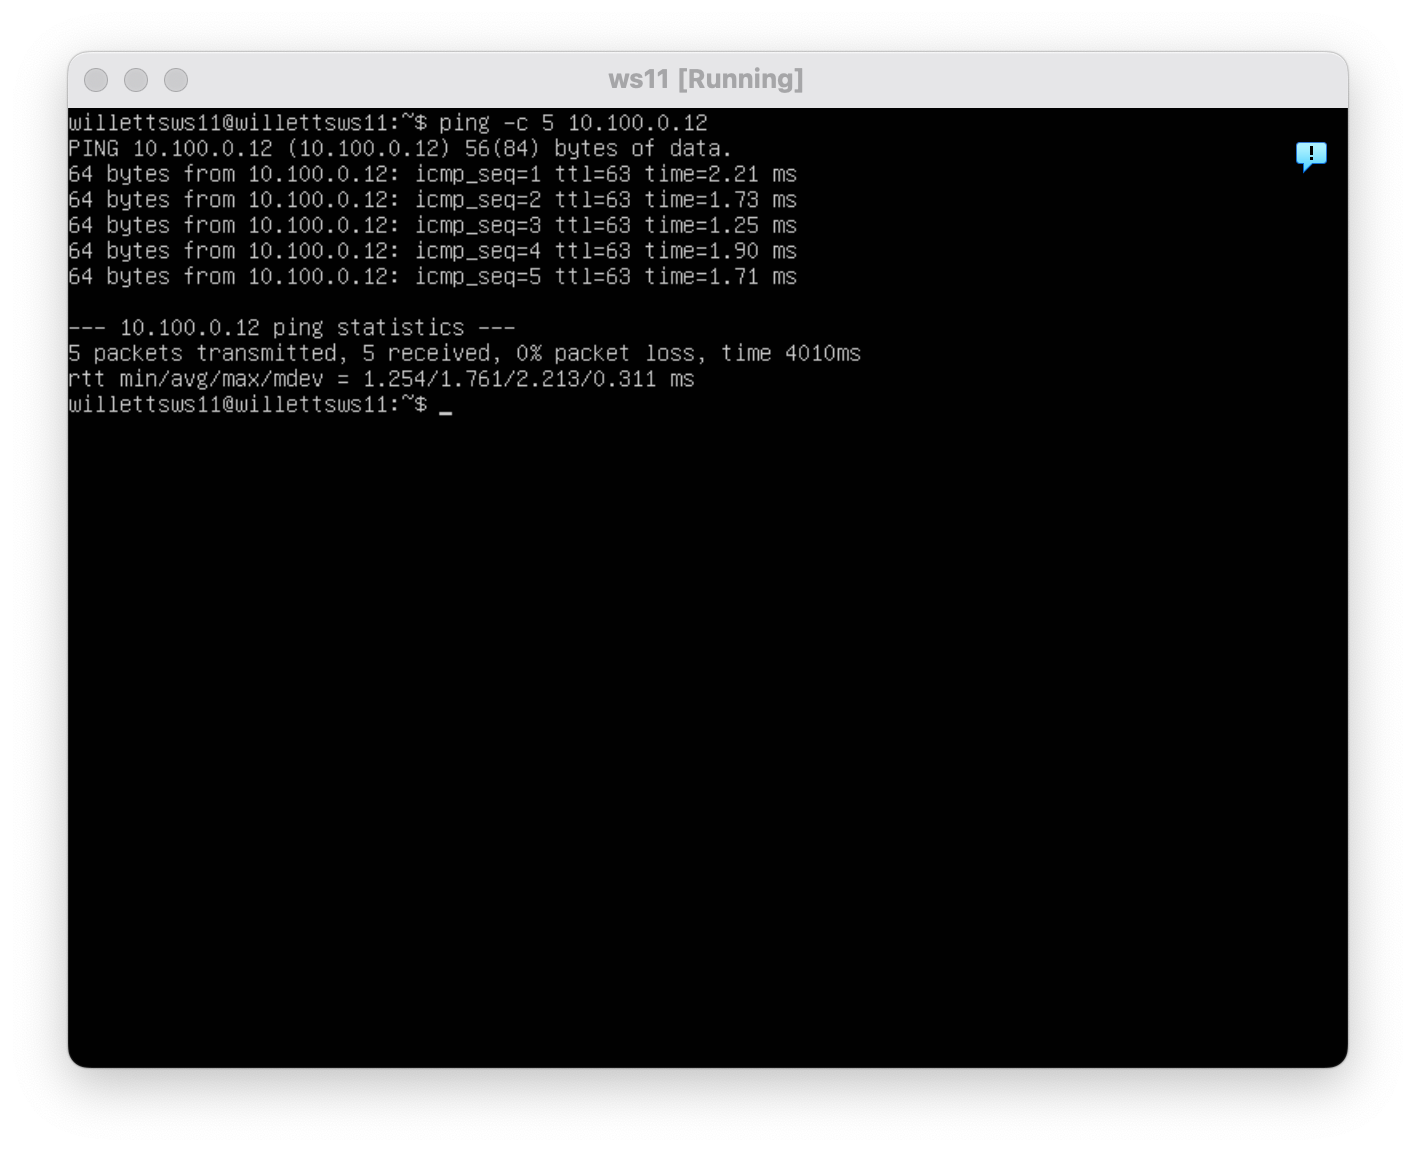 ws11 [Running]
willettsws11@willettsws11:~$ ping -c 5 10.100.0.12
PING 10.100.0.12 (10.100.0.12) 56(84) bytes of data.
64 bytes from 10.100.0.12: icmp_seq=1 ttl=63 time=2.21 ms
64 bytes from 10.100.0.12: icmp_seq=2 ttl=63 time=1.73 ms
64 bytes from 10.100.0.12: icmp_seq=3 ttl=63 time=1.25 ms
64 bytes from 10.100.0.12: icmp_seq=4 ttl=63 time=1.90 ms
64 bytes from 10.100.0.12: icmp_seq=5 ttl=63 time=1.71 ms
--- 10.100.0.12 ping statistics ---
5 packets transmitted, 5 received, 0% packet loss, time 4010ms
rtt min/avg/max/mdev = 1.254/1.761/2.213/0.311 ms
willettsws11@willettsws11:~$ _